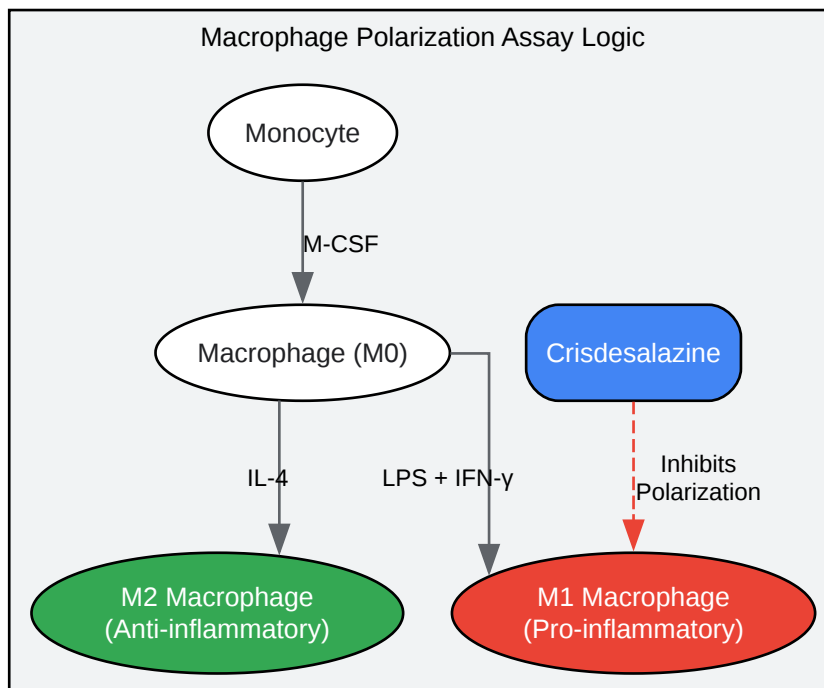 Macrophage Polarization Assay Logic
Monocyte
M-CSF
Macrophage (M0)
Crisdesalazine
IL-4
LPS + IFN-γ
Inhibits
Polarization
M2 Macrophage
(Anti-inflammatory)
M1 Macrophage
(Pro-inflammatory)